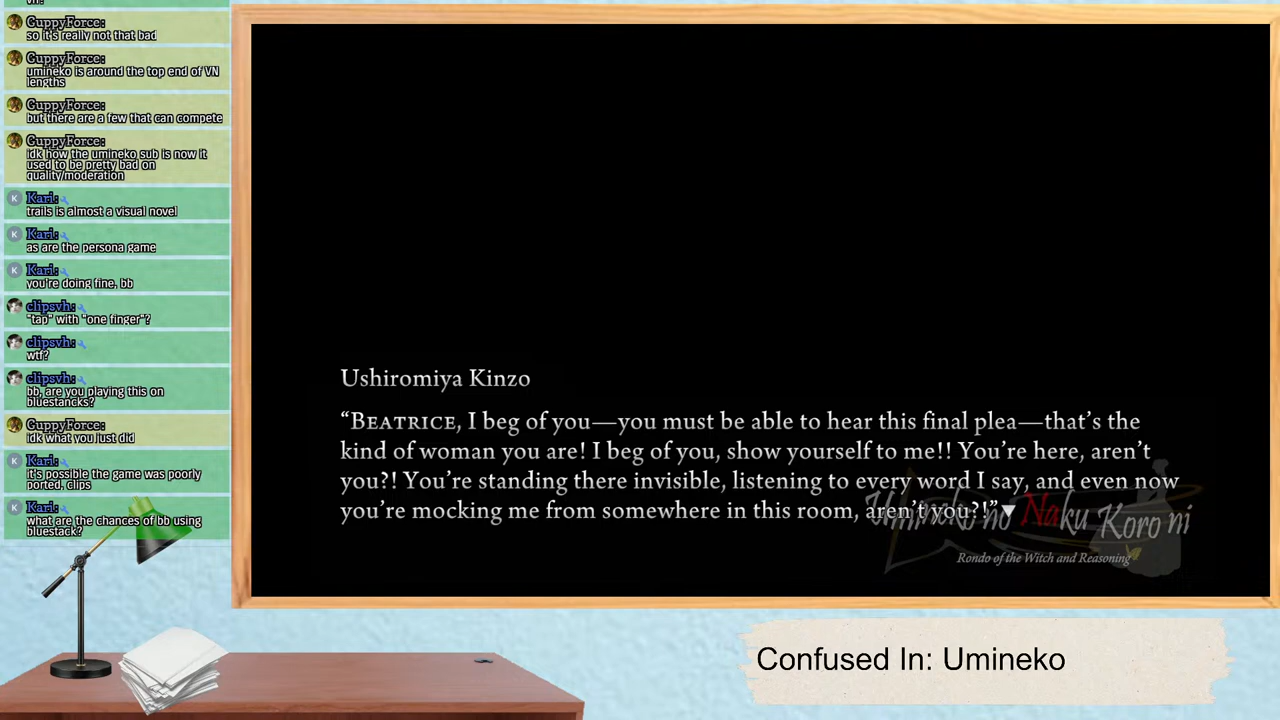 vn?
GuppyForce:
so it's really not that bad
GuppyForce:
umineko is around the top end of VN
lengths
GuppyForce:
but there are a few that can compete
GuppyForce:
idk how the umineko sub is now it
used to be pretty bad on
quality/moderation
K Kari:
trails is almost a visual novel
K Kari:
as are the persona game
K Kari:
you're doing fine, bb
clipsvh:
"tap" with "one finger"?
clipsvh:
wtf?
clipsvh:
bb, are you playing this on
bluestancks?
GuppyForce:
idk what you just did
K Kari:
it's possible the game was poorly
ported, clips
K Kari:
what are the chances of bb using
bluestack?
Ushiromiya Kinzo
“BEATRICE, I beg of you—you must be able to hear this final plea—that's the
kind of woman you are! I beg of you, show yourself to me!! You're here, aren't
you?! You're standing there invisible, listening to every word I say, and even now
you're mocking me from somewhere in this room, aren't you?!”
Umineko no Naku Koro ni
Rondo of the Witch and Reasoning
Confused In: Umineko